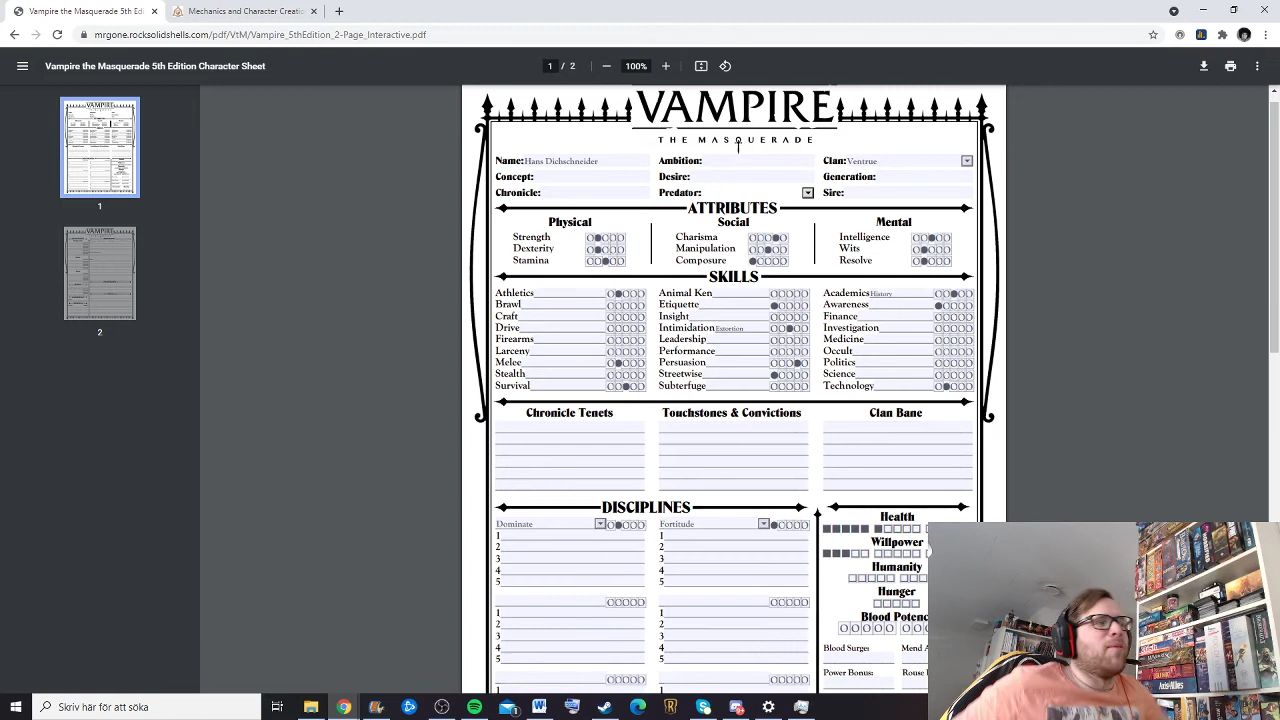 Vampire the Masquerade 5th Edi
Mechanics and Character Creatio
mrgone.rocksolidshells.com/pdf/VtM/Vampire_5thEdition_2-Page_Interactive.pdf
Vampire the Masquerade 5th Edition Character Sheet
1 / 2
100%
VAMPIRE
THE MASQUERADE
Name: Hans Dichschneider Ambition: Clan: Ventrue
Concept: Desire: Generation:
Chronicle: Predator: Sire:
ATTRIBUTES
Physical Social Mental
Strength Charisma Intelligence
Dexterity Manipulation Wits
Stamina Composure Resolve
SKILLS
Athletics Animal Ken Academics History
Brawl Etiquette Awareness
Craft Insight Finance
Drive Intimidation Extortion Investigation
Firearms Leadership Medicine
Larceny Performance Occult
Melee Persuasion Politics
Stealth Streetwise Science
Survival Subterfuge Technology
Chronicle Tenets Touchstones & Convictions Clan Bane
DISCIPLINES
Dominate Fortitude
1 1
2 2
3 3
4 4
5 5
1 1
2 2
3 3
4 4
5 5
1 1
Health
Willpower
Humanity
Hunger
Blood Potenc
Blood Surge: Mend A
Power Bonus: Rouse
1
2
Skriv här för att söka